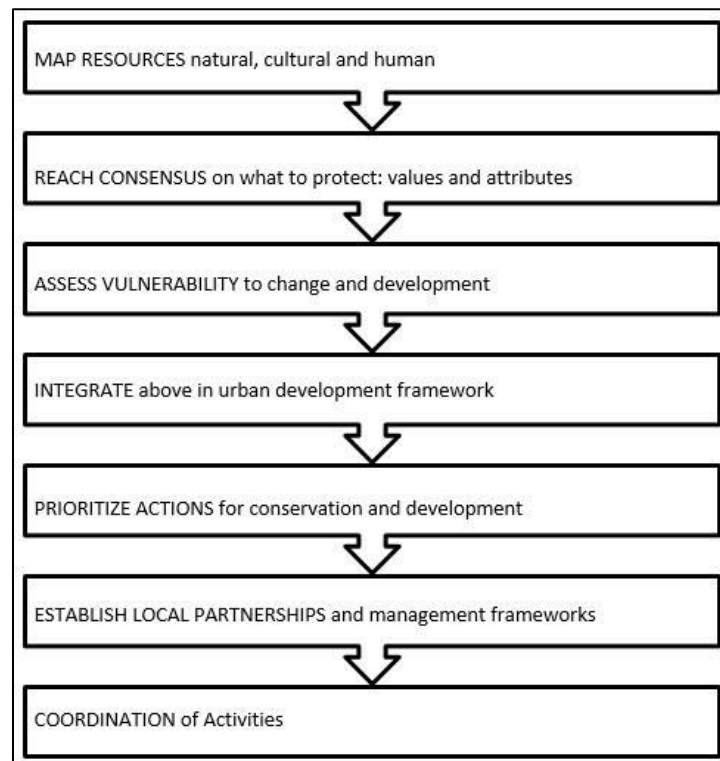 MAP RESOURCES natural, cultural and human
REACH CONSENSUS on what to protect: values and attributes
ASSESS VULNERABILITY to change and development
INTEGRATE above in urban development framework
PRIORITIZE ACTIONS for conservation and development
ESTABLISH LOCAL PARTNERSHIPS and management frameworks
COORDINATION of Activities